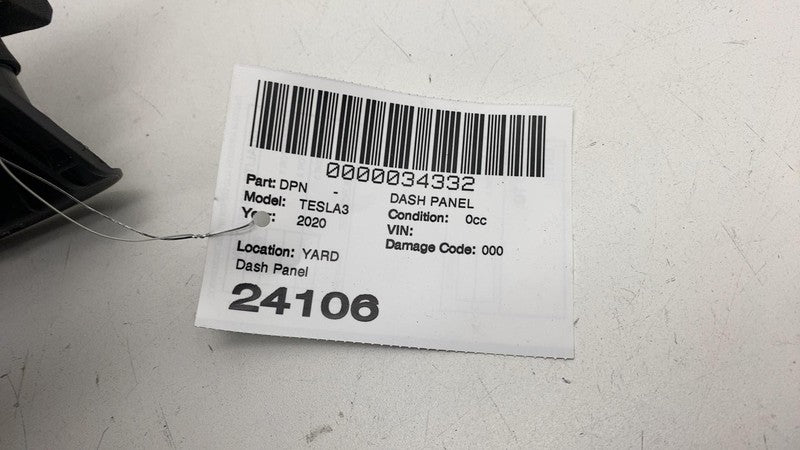 0000034332
Part: DPN - DASH PANEL
Model: TESLA3 Condition: 0cc
Year: 2020 VIN:
Damage Code: 000
Location: YARD
Dash Panel
24106